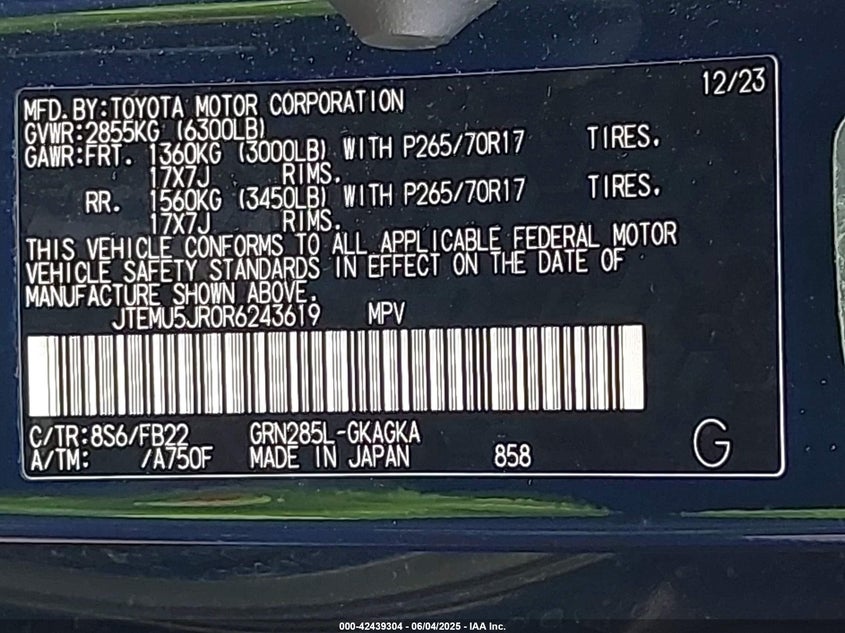 12/23
MFD.BY:TOYOTA MOTOR CORPORATION
GVWR:2855KG (6300LB)
GAWR:FRT. 1360KG (3000LB) WITH P265/70R17 TIRES.
17X7J RIMS.
RR. 1560KG (3450LB) WITH P265/70R17 TIRES.
17X7J RIMS.
THIS VEHICLE CONFORMS TO ALL APPLICABLE FEDERAL MOTOR
VEHICLE SAFETY STANDARDS IN EFFECT ON THE DATE OF
MANUFACTURE SHOWN ABOVE.
JTEMU5JR0R6243619 MPV
C/TR:8S6/FB22 GRN285L-GKAGKA
A/TM: /A750F MADE IN JAPAN 858
G
000-42439304 - 06/04/2025 - IAA Inc.